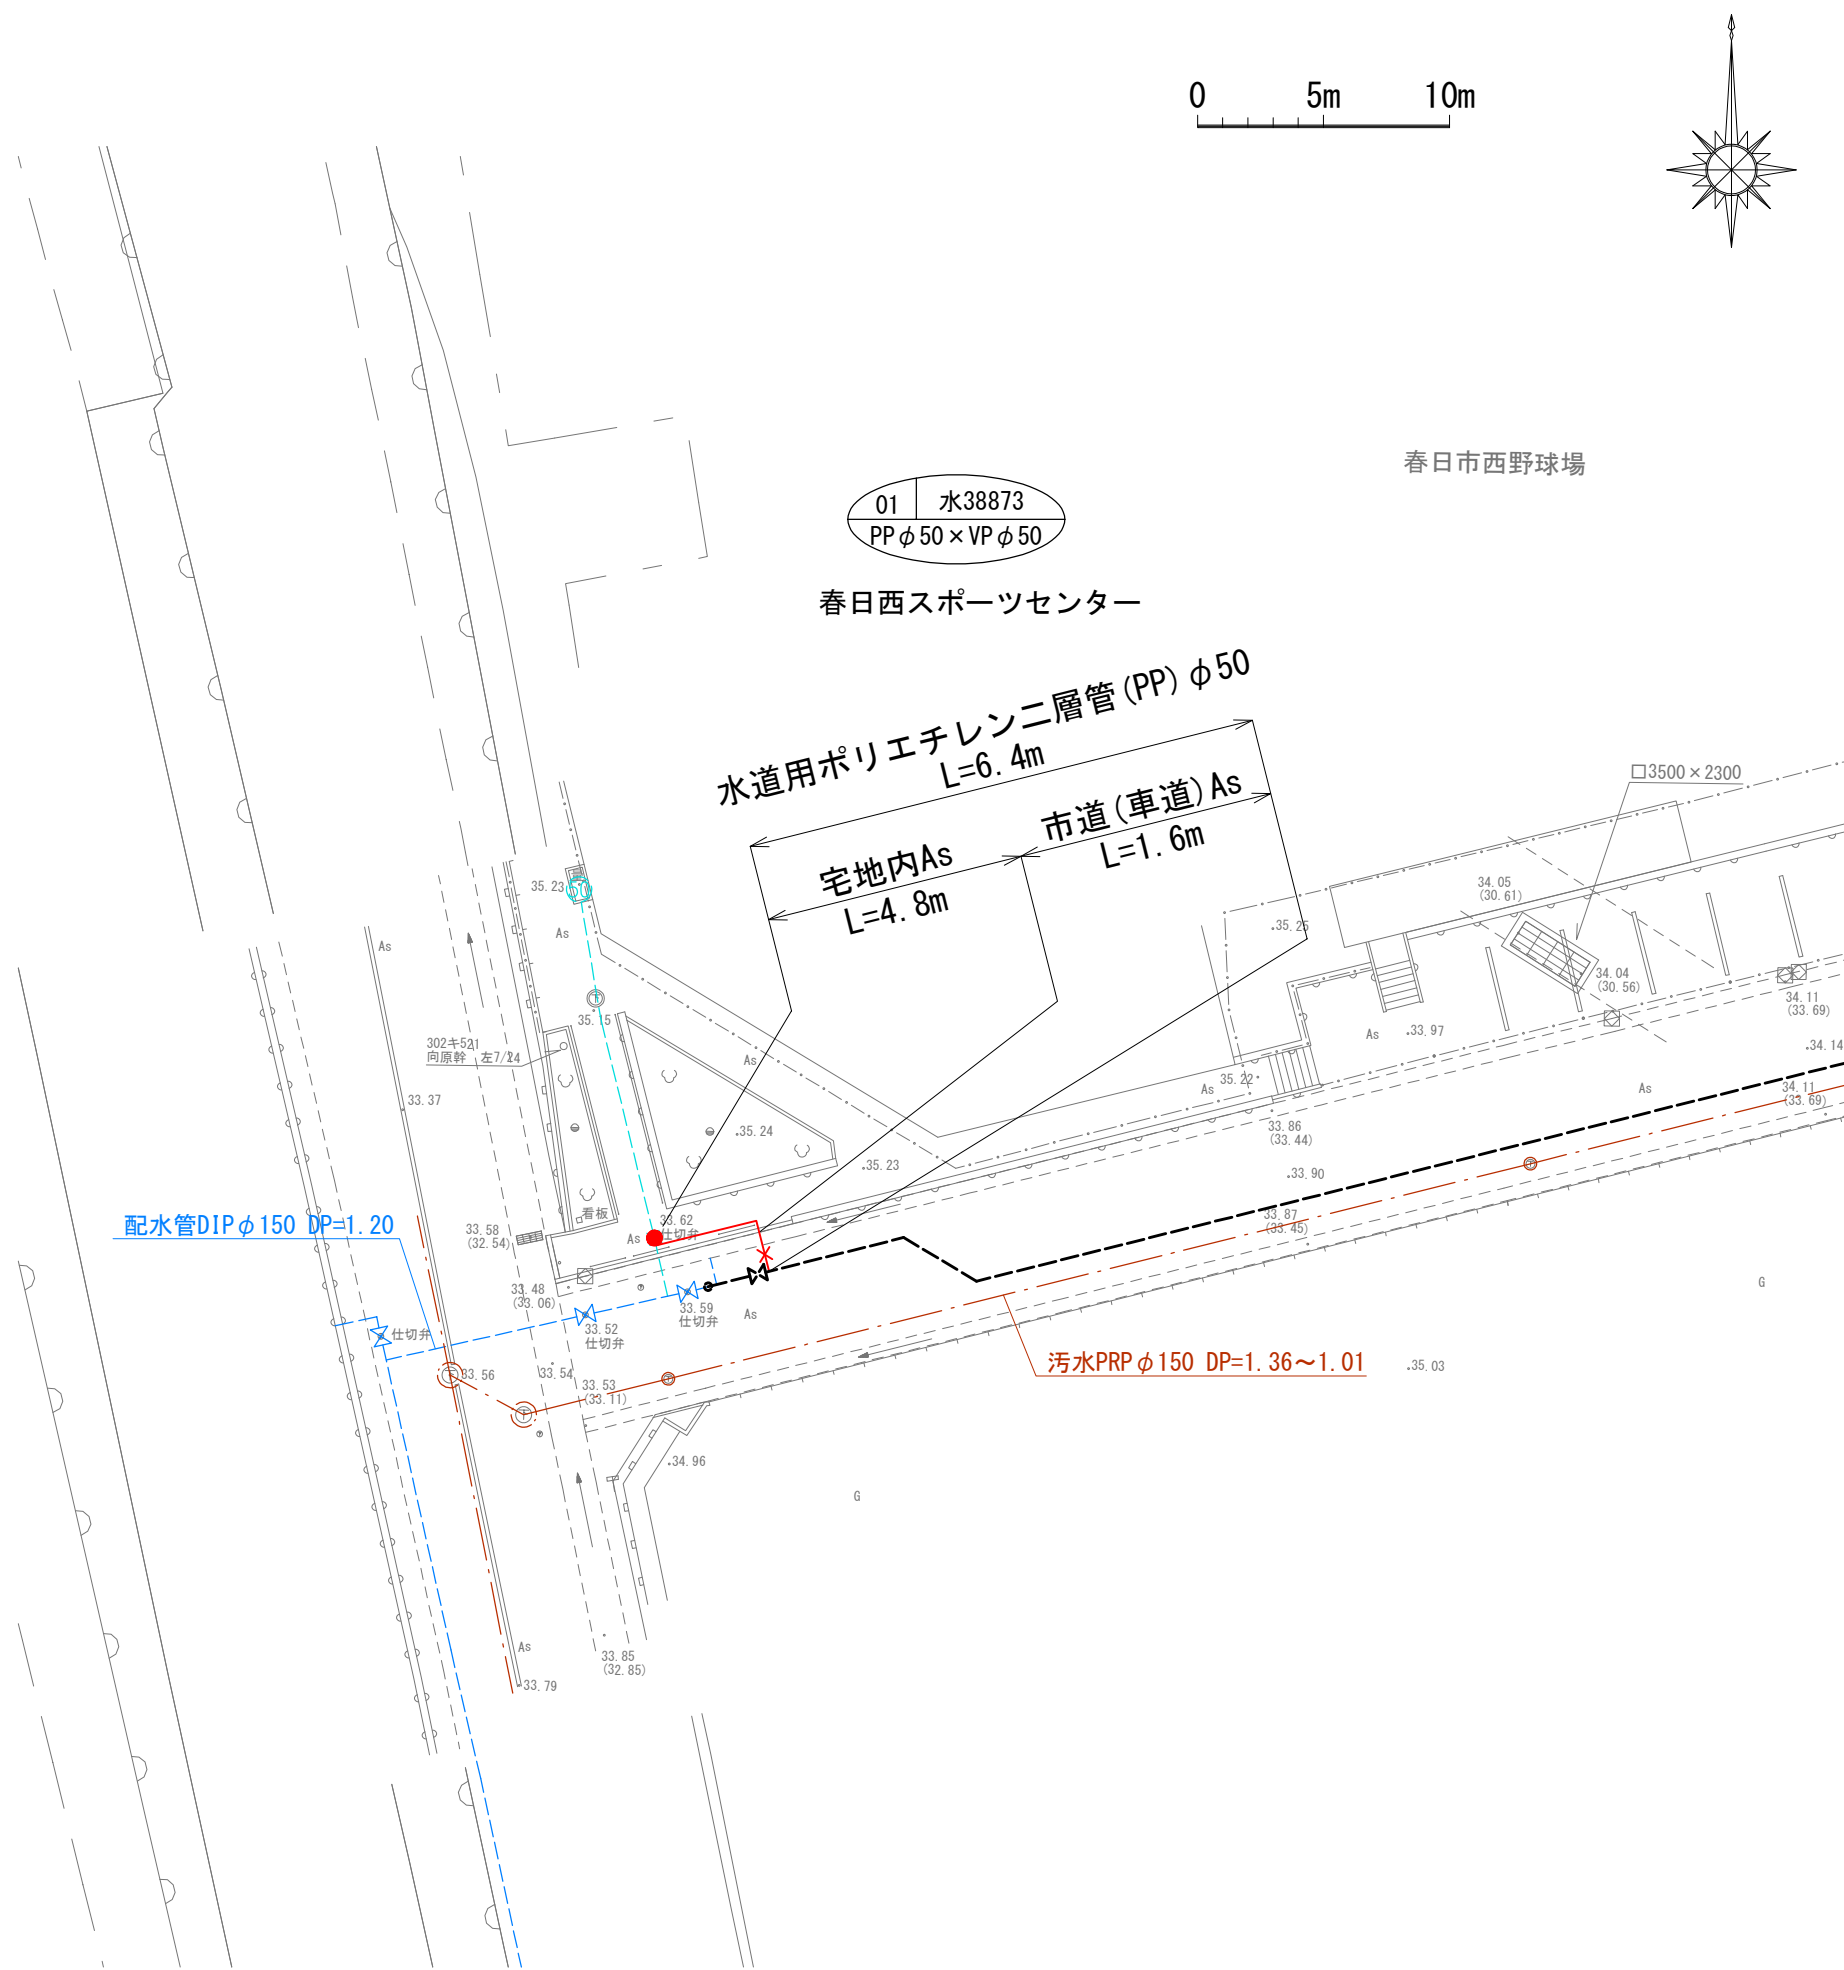 0 5m 10m
春日市西野球場
01 水38873
PPφ50×VPφ50
春日西スポーツセンター
水道用ポリエチレン二層管(PP)φ50
L=6.4m
市道(車道)As
L=1.6m
宅地内As
L=4.8m
□3500×2300
35.23
50
As
As
34.05
(30.61)
35.25
34.04
(30.56)
34.11
(33.69)
35.15
302キ521
向原幹 左7/24
As
As
33.97
34.14
33.37
35.22
As
As
34.11
(33.69)
33.86
(33.44)
35.24
35.23
33.90
看板
33.87
(33.45)
配水管DIPφ150 DP=1.20
33.58
(32.54)
33.62
仕切弁
As
33.48
(33.06)
33.59
仕切弁
As
G
仕切弁
33.52
仕切弁
33.56
33.54
33.53
(33.11)
汚水PRPφ150 DP=1.36～1.01
35.03
34.96
G
As
33.85
(32.85)
33.79